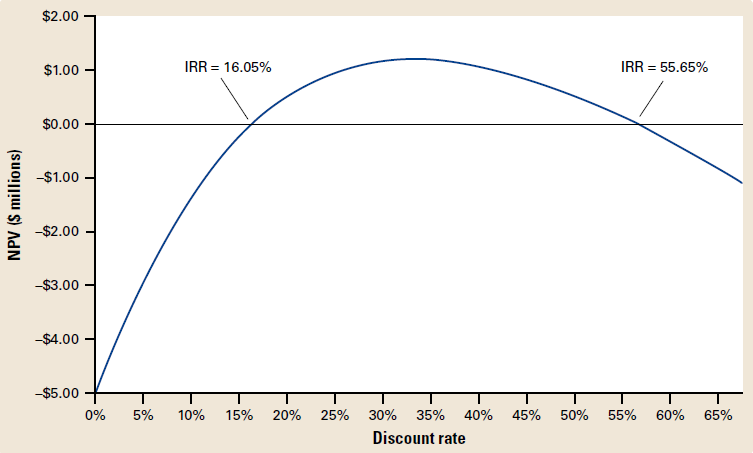 $2.00
$1.00
$0.00
–$1.00
–$2.00
–$3.00
–$4.00
–$5.00
NPV ($ millions)
IRR = 16.05%
IRR = 55.65%
0% 5% 10% 15% 20% 25% 30% 35% 40% 45% 50% 55% 60% 65%
Discount rate